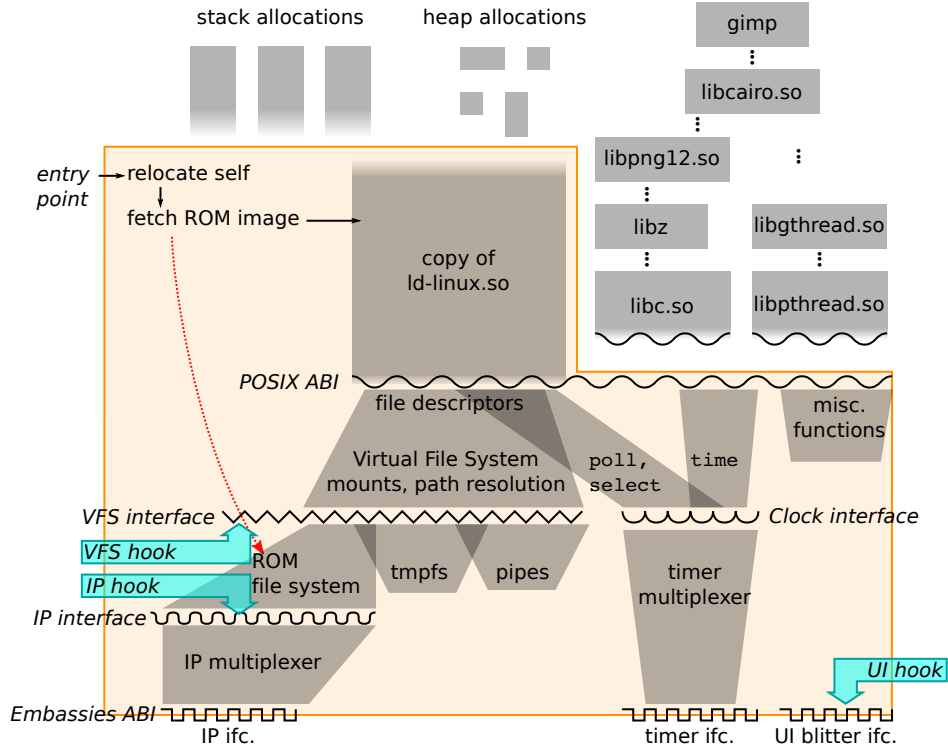 stack allocations
heap allocations
gimp
libcairo.so
libpng12.so
libz
libgthread.so
libc.so
libpthread.so
entry
point
relocate self
fetch ROM image
copy of
ld-linux.so
POSIX ABI
file descriptors
misc.
functions
Virtual File System
mounts, path resolution
poll,
select
time
VFS interface
Clock interface
VFS hook
IP hook
ROM
file system
tmpfs
pipes
timer
multiplexer
IP interface
IP multiplexer
UI hook
Embassies ABI
IP ifc.
timer ifc.
UI blitter ifc.